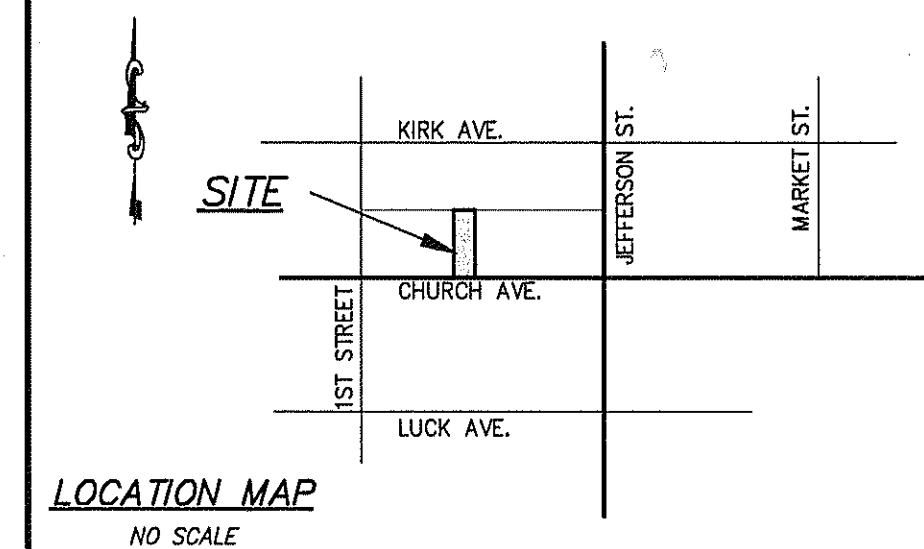 KIRK AVE.
JEFFERSON ST.
MARKET ST.
SITE
CHURCH AVE.
1ST STREET
LUCK AVE.
LOCATION MAP
NO SCALE